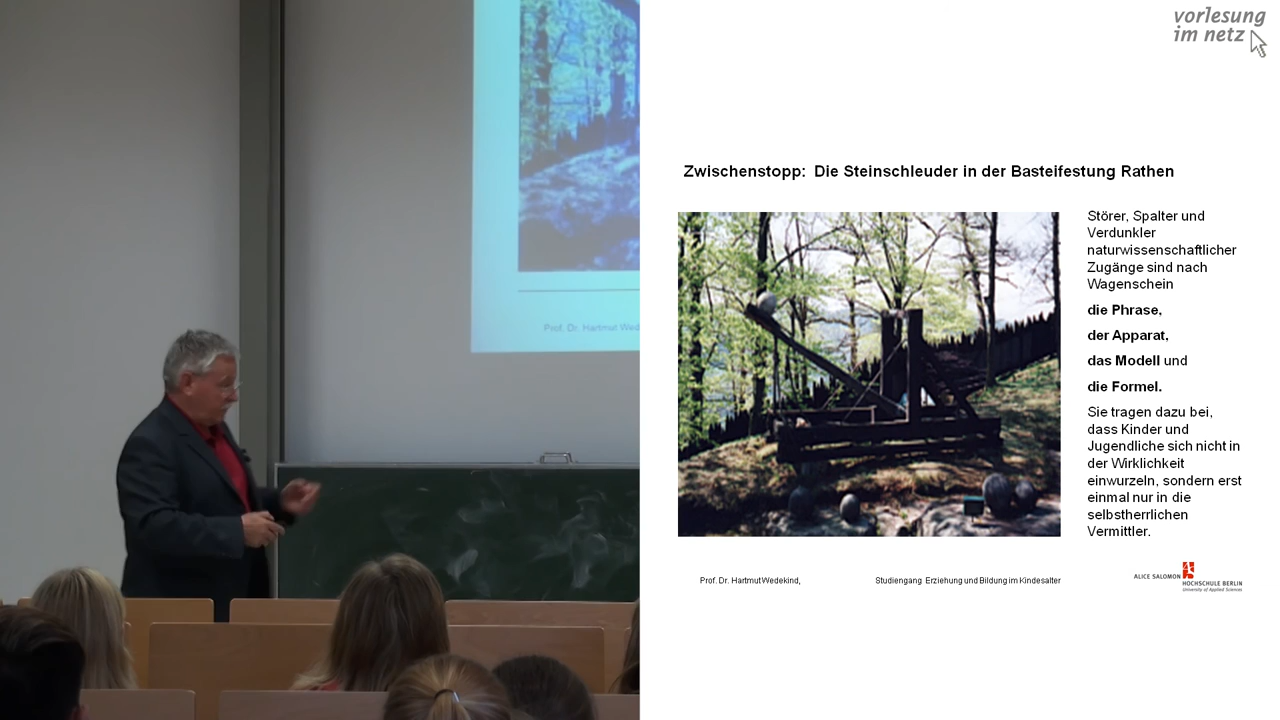 vorlesung
im netz
Zwischenstopp: Die Steinschleuder in der Basteifestung Rathen
Störer, Spalter und
Verdunkler
naturwissenschaftlicher
Zugänge sind nach
Wagenschein
die Phrase,
der Apparat,
das Modell und
die Formel.
Sie tragen dazu bei,
dass Kinder und
Jugendliche sich nicht in
der Wirklichkeit
einwurzeln, sondern erst
einmal nur in die
selbstherrlichen
Vermittler.
Prof. Dr. Hartmut Wed
Prof. Dr. Hartmut Wedekind,
Studiengang Erziehung und Bildung im Kindesalter
ALICE SALOMON
HOCHSCHULE BERLIN
University of Applied Sciences